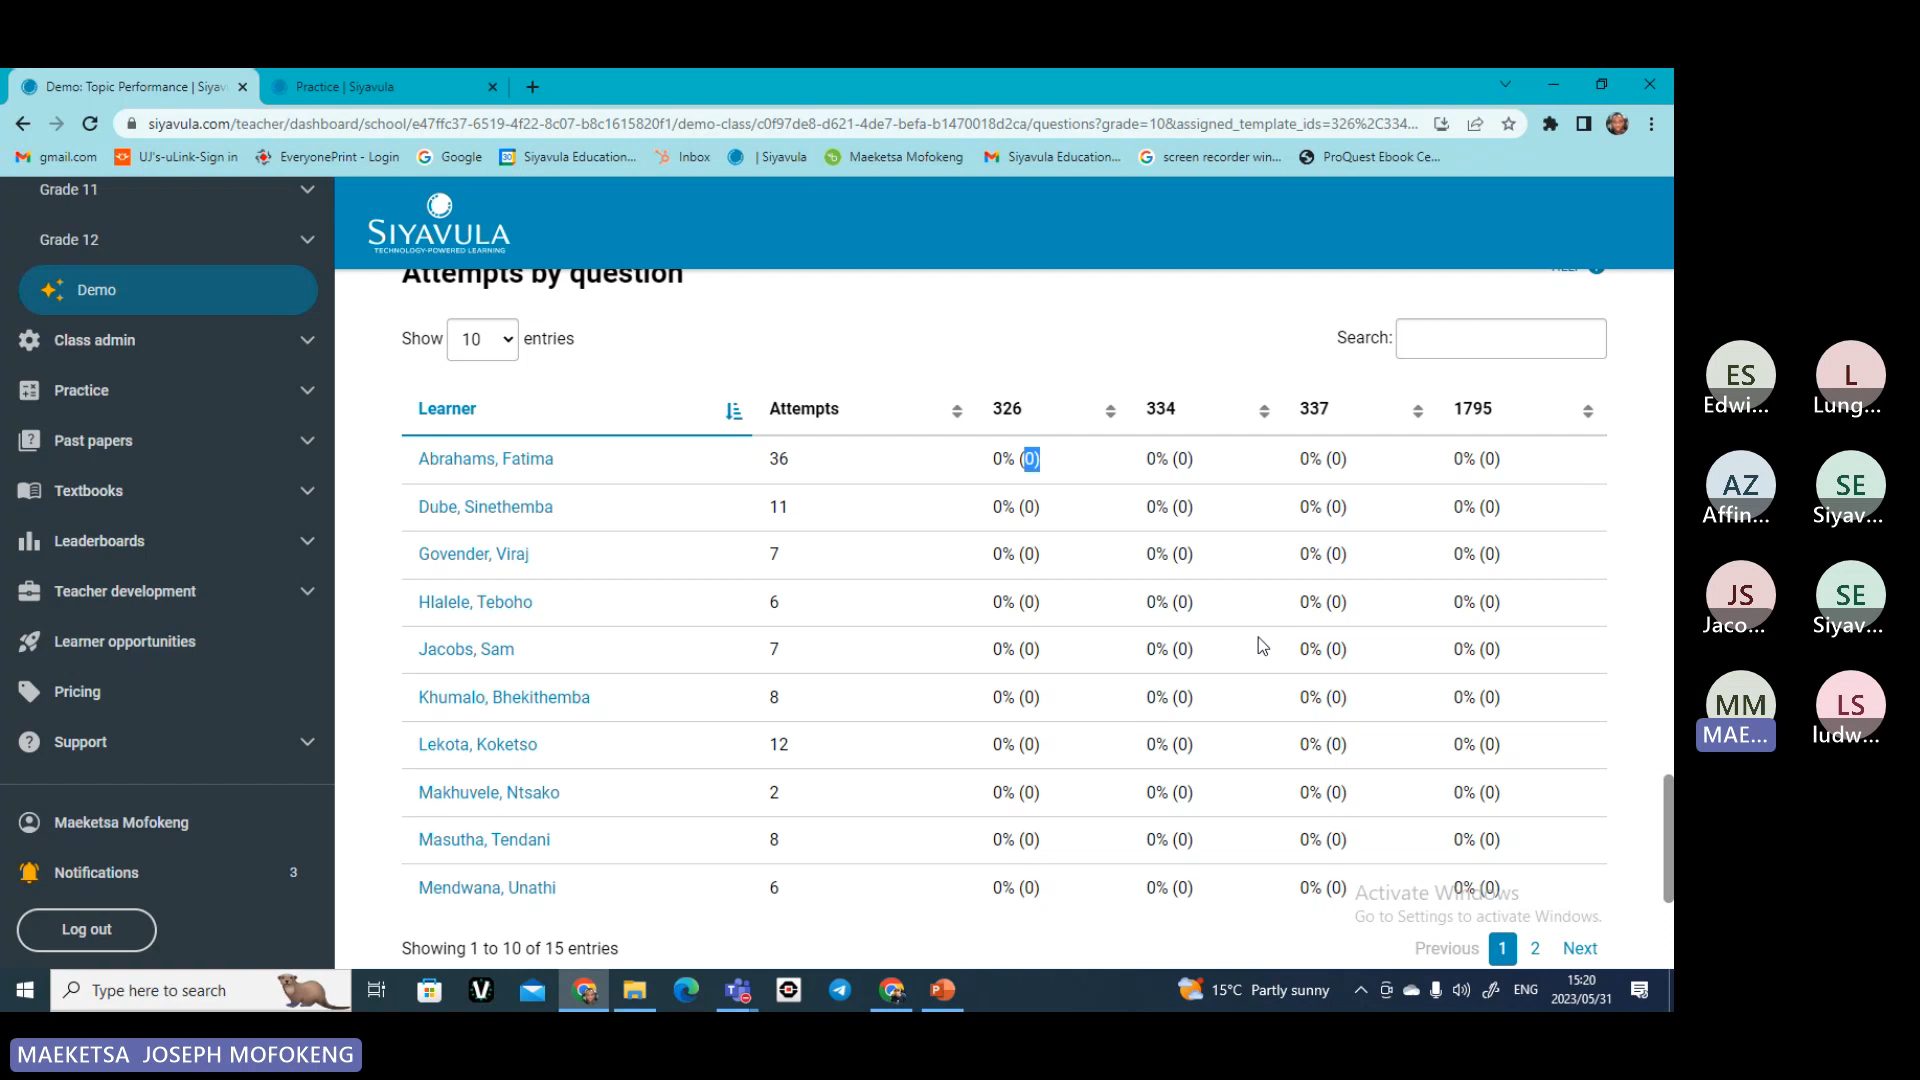 Demo: Topic Performance | Siyav
Practice | Siyavula
siyavula.com/teacher/dashboard/school/e47ffc37-6519-4f22-8c07-b8c1615820f1/demo-class/c0f97de8-d621-4de7-befa-b1470018d2ca/questions?grade=10&assigned_template_ids=326%2C334...
gmail.com UJ's-uLink-Sign in EveryonePrint - Login Google Siyavula Education... Inbox | Siyavula Maeketsa Mofokeng Siyavula Education... screen recorder win... ProQuest Ebook Ce...
Grade 11
Grade 12
Demo
Class admin
Practice
Past papers
Textbooks
Leaderboards
Teacher development
Learner opportunities
Pricing
Support
Maeketsa Mofokeng
Notifications 3
Log out
SIYAVULA
TECHNOLOGY-POWERED LEARNING
Attempts by question
Show 10 entries
Search:
Learner Attempts 326 334 337 1795
Abrahams, Fatima 36 0% (0) 0% (0) 0% (0) 0% (0)
Dube, Sinethemba 11 0% (0) 0% (0) 0% (0) 0% (0)
Govender, Viraj 7 0% (0) 0% (0) 0% (0) 0% (0)
Hlalele, Teboho 6 0% (0) 0% (0) 0% (0) 0% (0)
Jacobs, Sam 7 0% (0) 0% (0) 0% (0) 0% (0)
Khumalo, Bhekithemba 8 0% (0) 0% (0) 0% (0) 0% (0)
Lekota, Koketso 12 0% (0) 0% (0) 0% (0) 0% (0)
Makhuvele, Ntsako 2 0% (0) 0% (0) 0% (0) 0% (0)
Masutha, Tendani 8 0% (0) 0% (0) 0% (0) 0% (0)
Mendwana, Unathi 6 0% (0) 0% (0) 0% (0) 0% (0)
Activate Windows
Go to Settings to activate Windows.
Showing 1 to 10 of 15 entries
Previous 1 2 Next
Type here to search
15°C Partly sunny
ENG
15:20
2023/05/31
ES
Edwi...
L
Lung...
AZ
Affin...
SE
Siyav...
JS
Jaco...
SE
Siyav...
MM
MAE...
LS
ludw...
MAEKETSA JOSEPH MOFOKENG